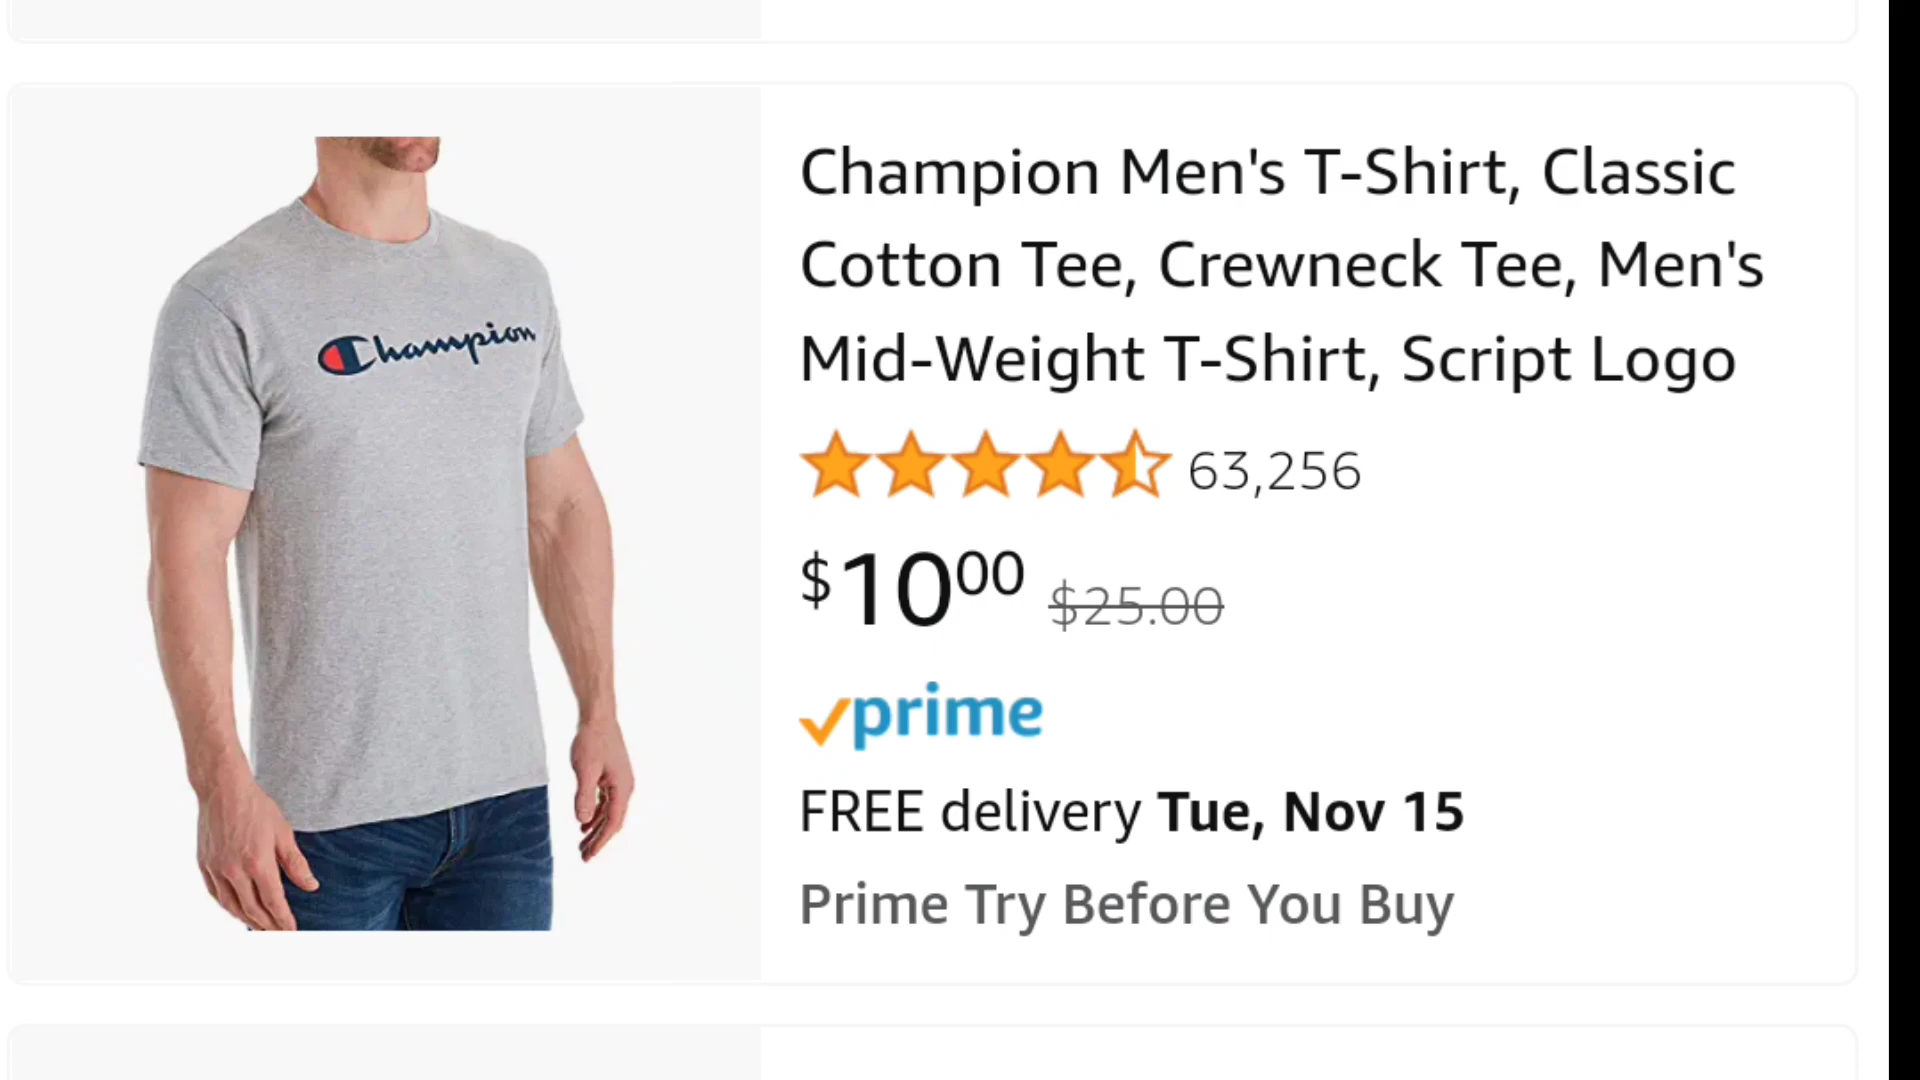 Champion
Champion Men's T-Shirt, Classic
Cotton Tee, Crewneck Tee, Men's
Mid-Weight T-Shirt, Script Logo
63,256
$1000 $25.00
prime
FREE delivery Tue, Nov 15
Prime Try Before You Buy